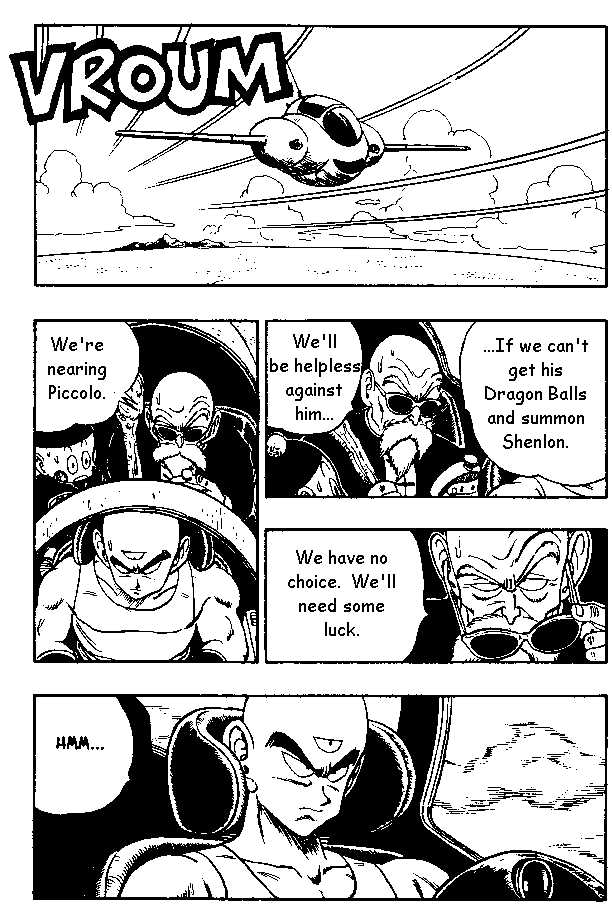 VROUM
We're
nearing
Piccolo.
We'll
be helpless
against
him...
...If we can't
get his
Dragon Balls
and summon
Shenlon.
We have no
choice. We'll
need some
luck.
HMM...